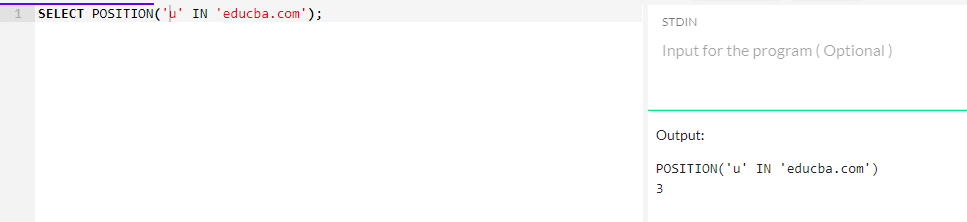 1 SELECT POSITION('u' IN 'educba.com');
STDIN
Input for the program ( Optional )
Output:
POSITION('u' IN 'educba.com')
3